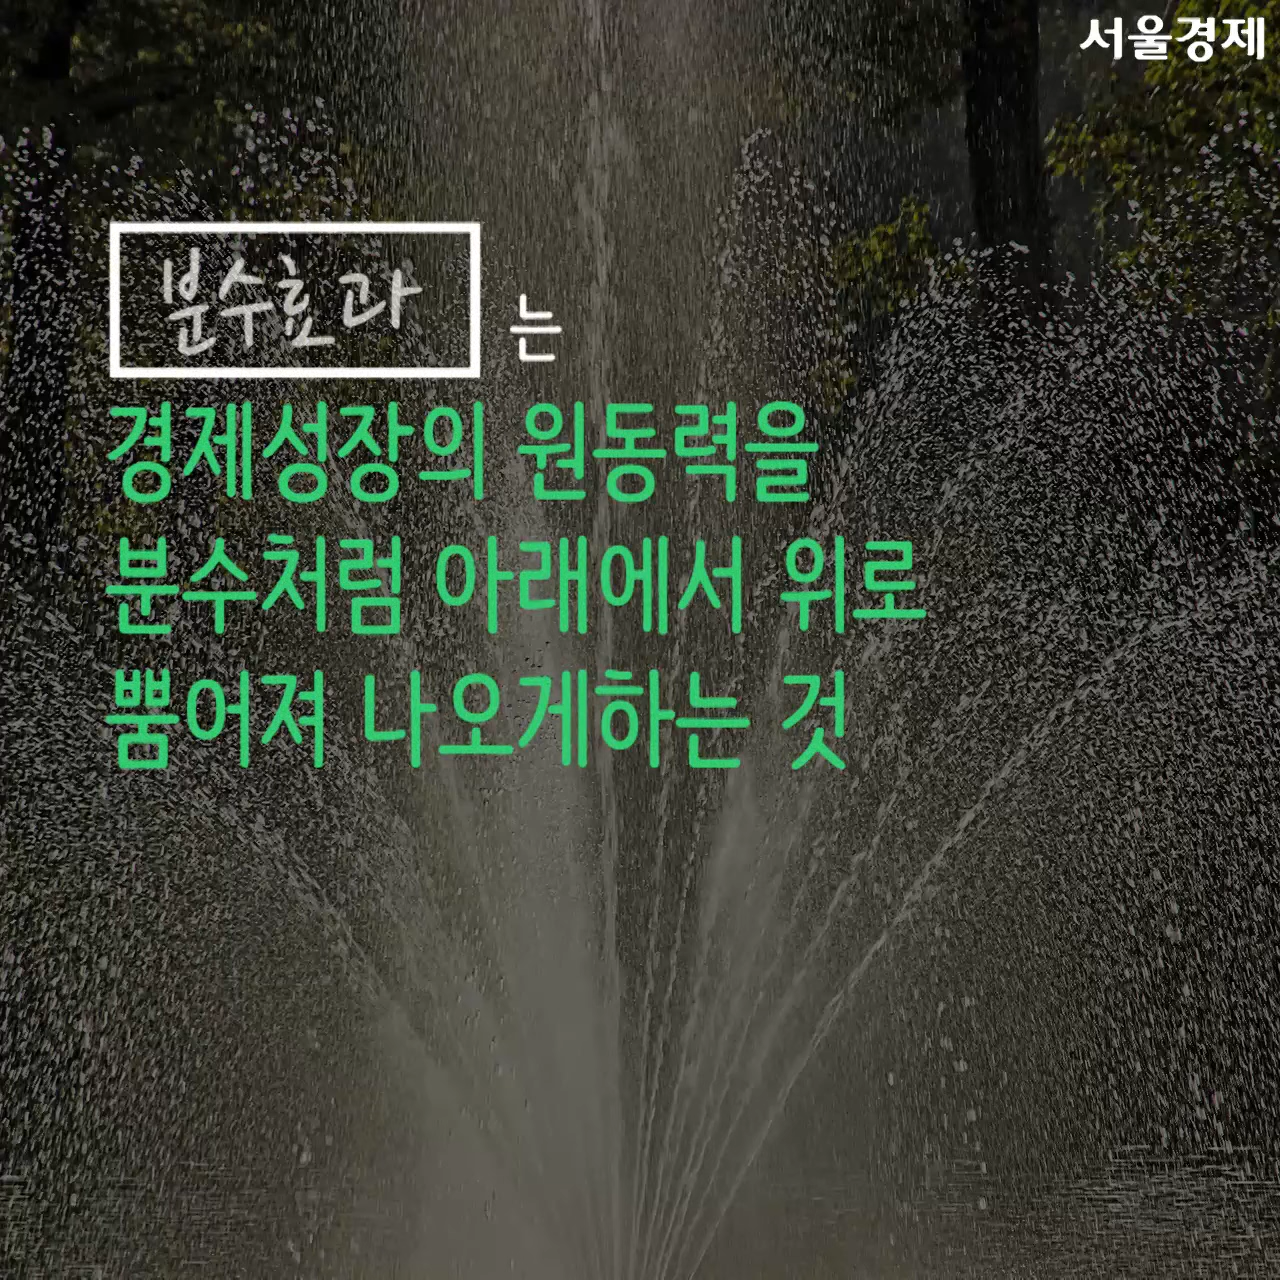 서울경제
분수효과 는
경제성장의 원동력을
분수처럼 아래에서 위로
뿜어져 나오게하는 것